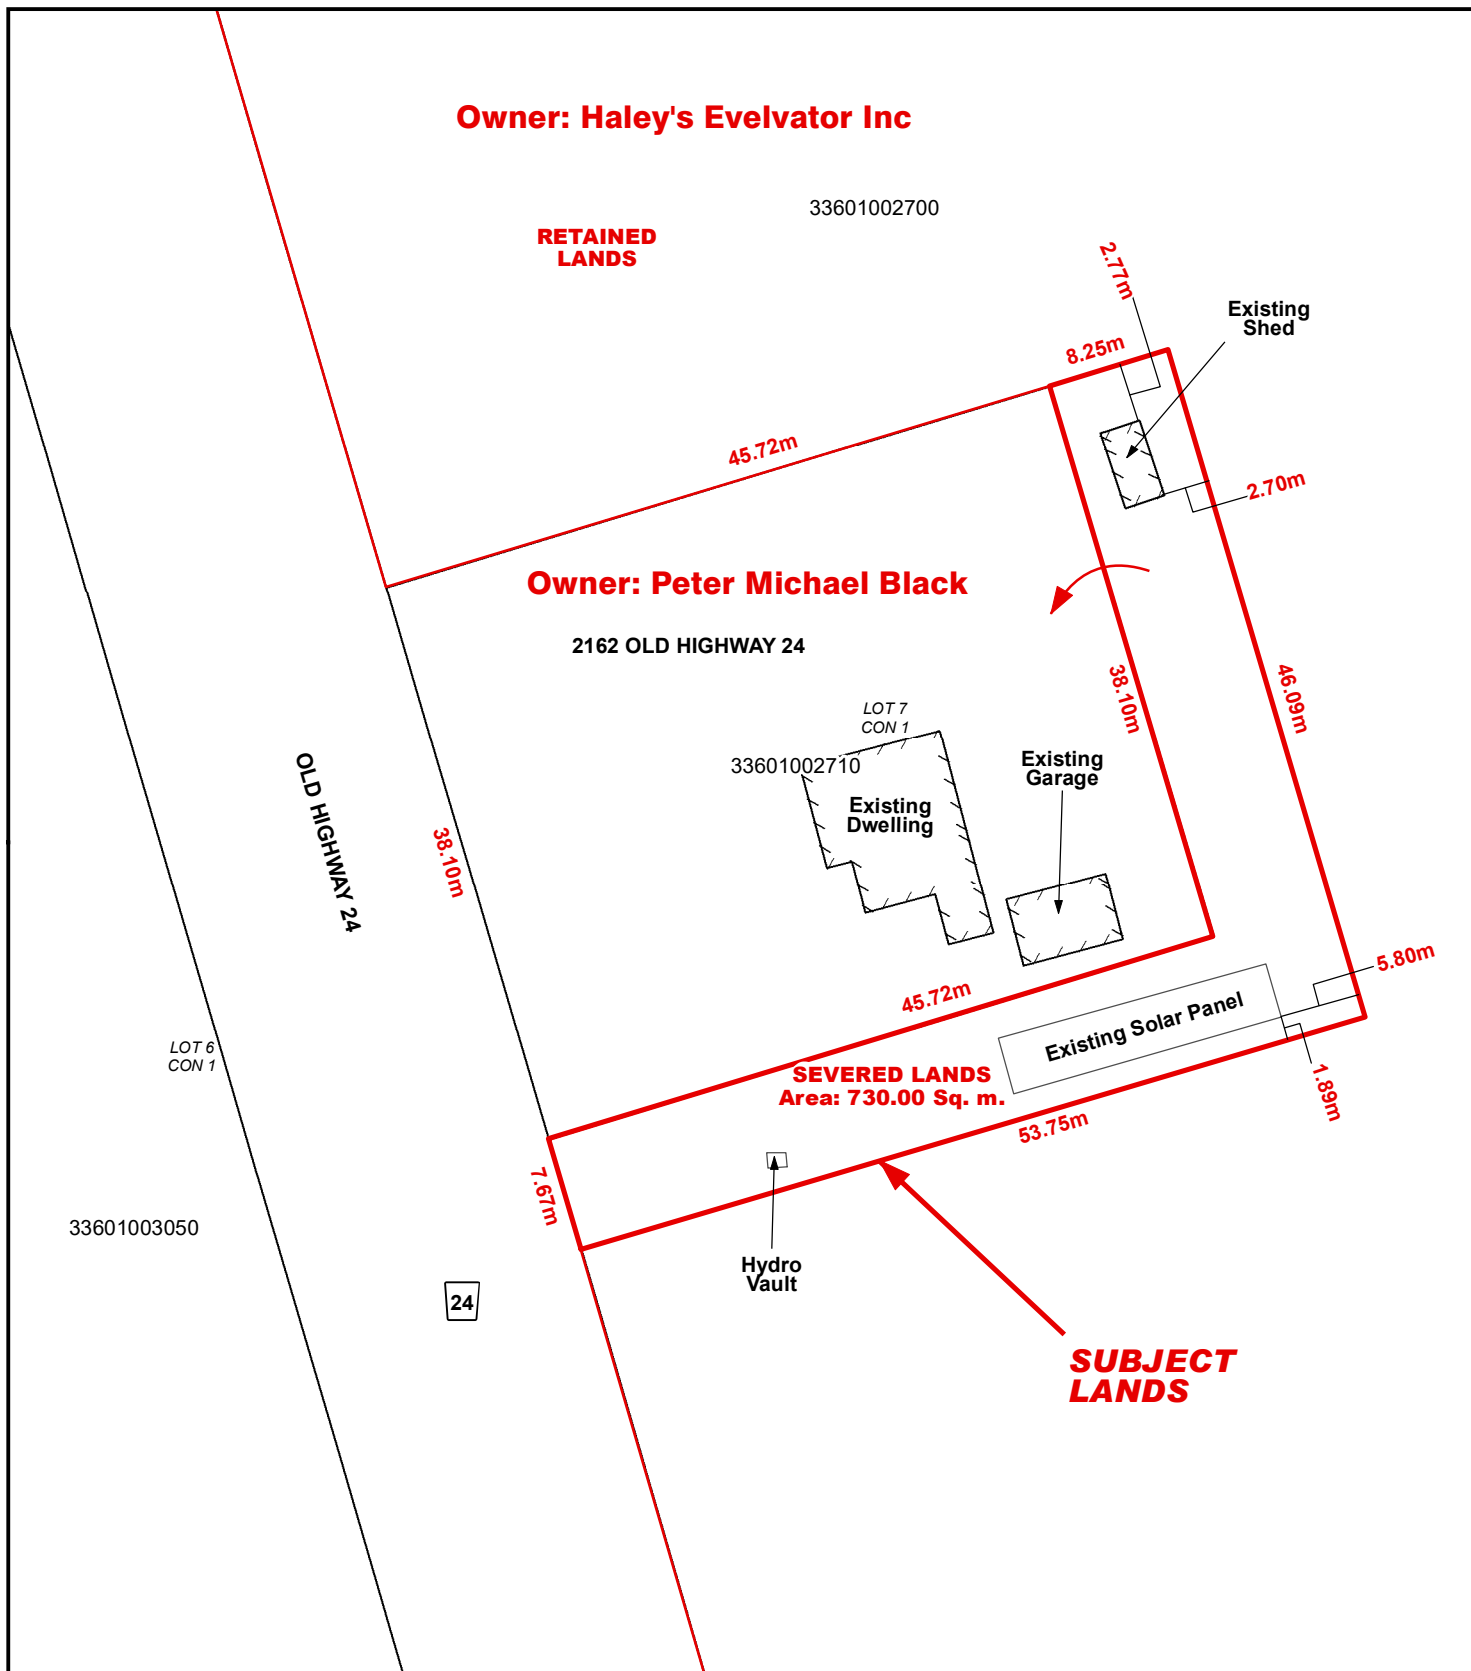 Owner: Haley's Evelvator Inc
33601002700
RETAINED
LANDS
2.77m
Existing
Shed
8.25m
45.72m
2.70m
Owner: Peter Michael Black
2162 OLD HIGHWAY 24
38.10m
46.09m
LOT 7
CON 1
33601002710
Existing
Garage
Existing
Dwelling
OLD HIGHWAY 24
38.10m
5.80m
45.72m
Existing Solar Panel
LOT 6
CON 1
SEVERED LANDS
Area: 730.00 Sq. m.
1.89m
53.75m
7.67m
33601003050
Hydro
Vault
24
SUBJECT
LANDS